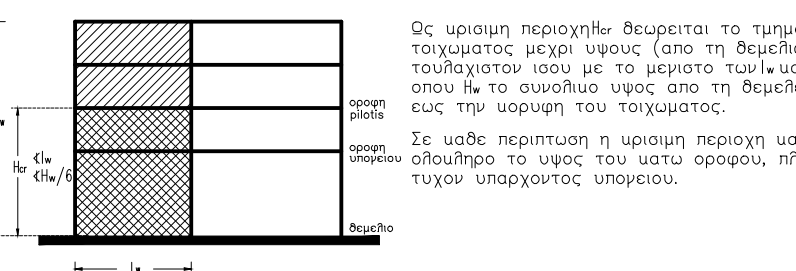 Ως κρισιμη περιοχη Hcr θεωρειται το τμημα
τοιχωματος μεχρι υψους (απο τη θεμελιο
τουλαχιστον ισου με το μεγιστο των lw κα
οπου Hw το συνολικο υψος απο τη θεμελι
εως την κορυφη του τοιχωματος.
Σε καθε περιπτωση η κρισιμη περιοχη κα
ολοκληρο το υψος του κατω οροφου, πλ
τυχον υπαρχοντος υπογειου.
οροφη
pilotis
οροφη
υπογειου
θεμελιο
w
Hcr
≮lw
≮Hw/6
lw